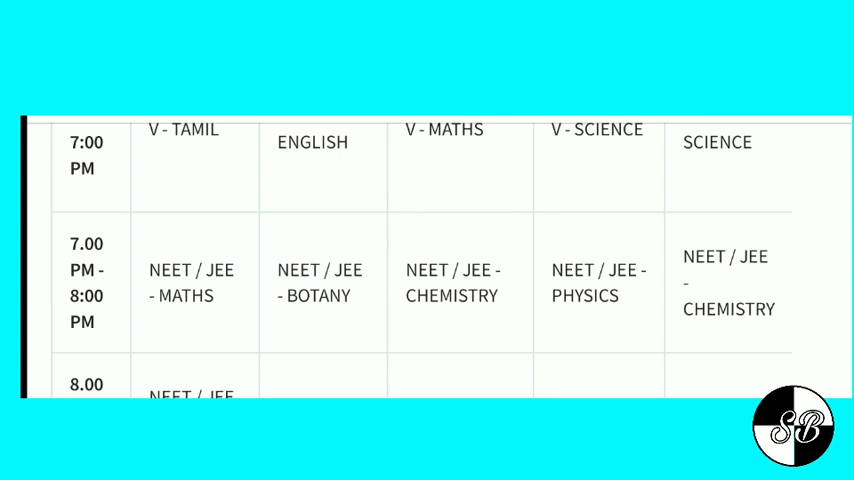 7:00
PM
V - TAMIL
ENGLISH
V - MATHS
V - SCIENCE
SCIENCE
7.00
PM -
8:00
PM
NEET / JEE
- MATHS
NEET / JEE
- BOTANY
NEET / JEE -
CHEMISTRY
NEET / JEE -
PHYSICS
NEET / JEE
-
CHEMISTRY
8.00
NEET / JEE
SB